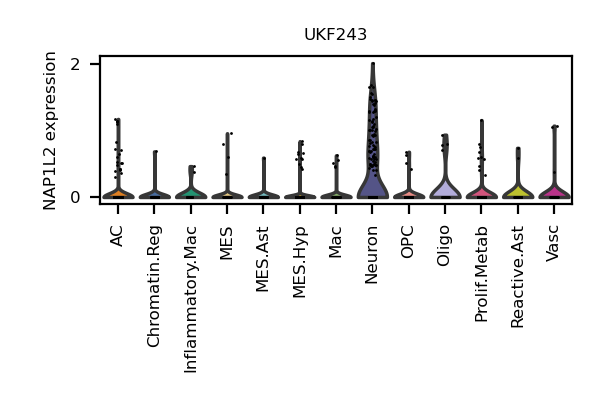 UKF243
NAP1L2 expression
2
0
AC
Chromatin.Reg
Inflammatory.Mac
MES
MES.Ast
MES.Hyp
Mac
Neuron
OPC
Oligo
Prolif.Metab
Reactive.Ast
Vasc